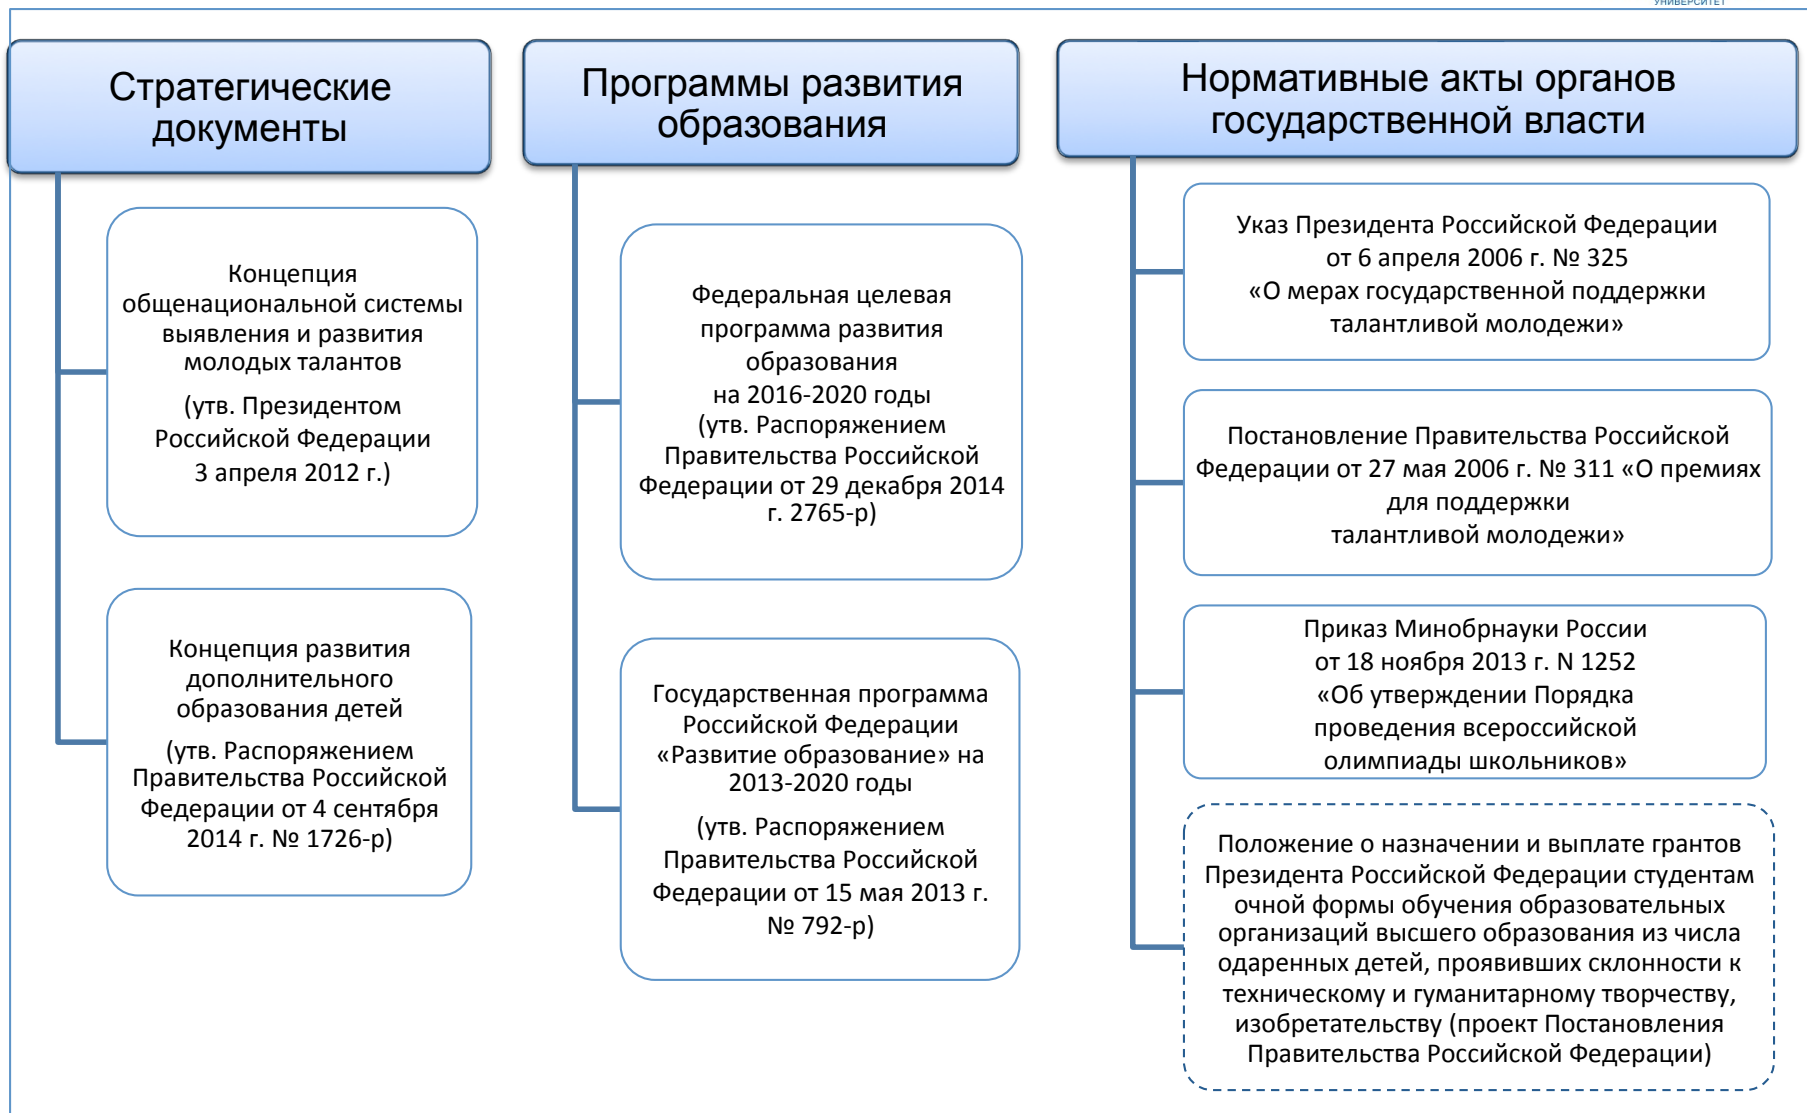 УНИВЕРСИТЕТ
Стратегические
документы
Концепция
общенациональной системы
выявления и развития
молодых талантов
(утв. Президентом
Российской Федерации
3 апреля 2012 г.)
Концепция развития
дополнительного
образования детей
(утв. Распоряжением
Правительства Российской
Федерации от 4 сентября
2014 г. № 1726-р)
Программы развития
образования
Федеральная целевая
программа развития
образования
на 2016-2020 годы
(утв. Распоряжением
Правительства Российской
Федерации от 29 декабря 2014
г. 2765-р)
Государственная программа
Российской Федерации
«Развитие образование» на
2013-2020 годы
(утв. Распоряжением
Правительства Российской
Федерации от 15 мая 2013 г.
№ 792-р)
Нормативные акты органов
государственной власти
Указ Президента Российской Федерации
от 6 апреля 2006 г. № 325
«О мерах государственной поддержки
талантливой молодежи»
Постановление Правительства Российской
Федерации от 27 мая 2006 г. № 311 «О премиях
для поддержки
талантливой молодежи»
Приказ Минобрнауки России
от 18 ноября 2013 г. N 1252
«Об утверждении Порядка
проведения всероссийской
олимпиады школьников»
Положение о назначении и выплате грантов
Президента Российской Федерации студентам
очной формы обучения образовательных
организаций высшего образования из числа
одаренных детей, проявивших склонности к
техническому и гуманитарному творчеству,
изобретательству (проект Постановления
Правительства Российской Федерации)